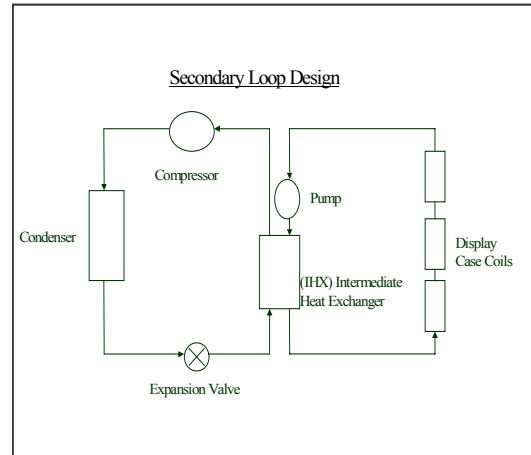 Secondary Loop Design
Compressor
Pump
Condenser
Display
Case Coils
(IHX) Intermediate
Heat Exchanger
Expansion Valve